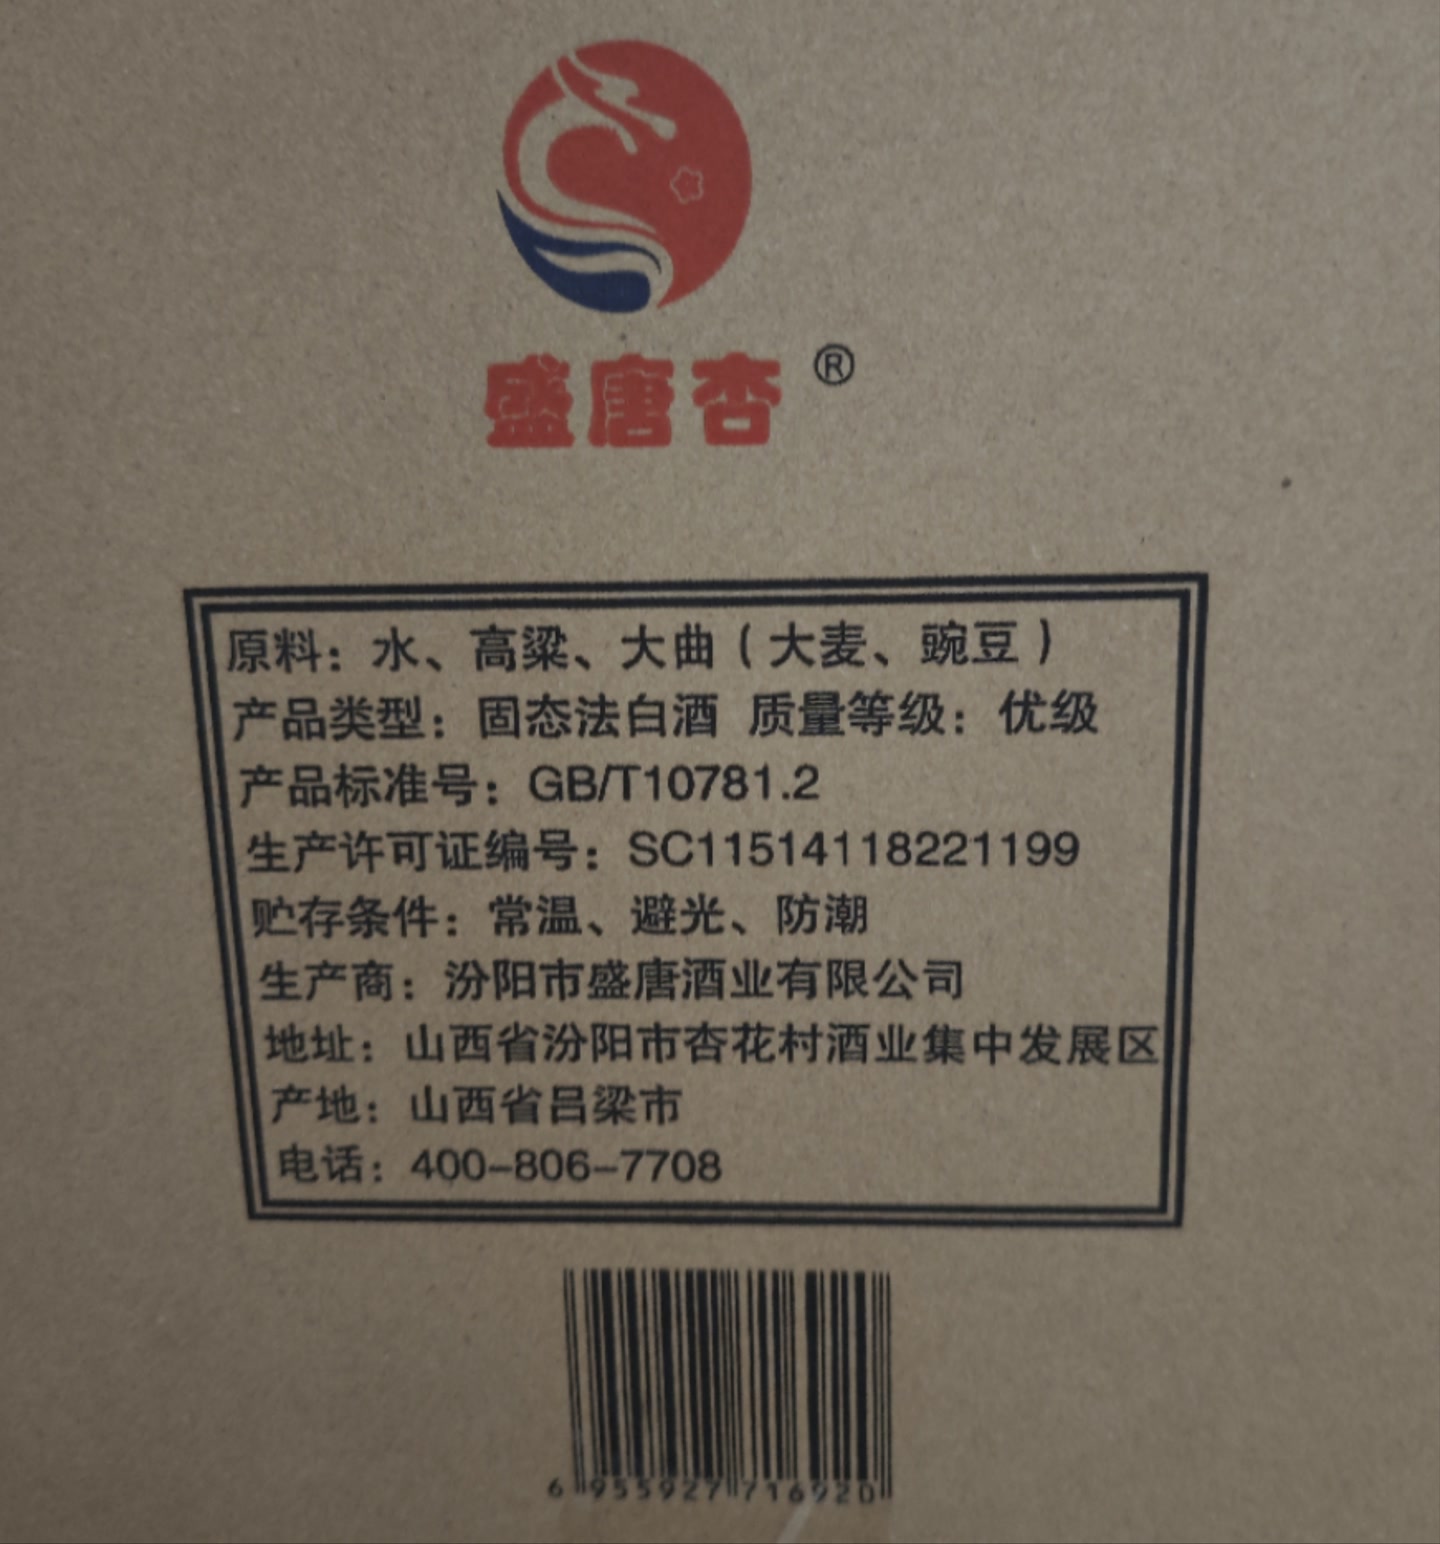 盛唐杏 ®
原料：水、高粱、大曲（大麦、豌豆）
产品类型：固态法白酒 质量等级：优级
产品标准号：GB/T10781.2
生产许可证编号：SC11514118221199
贮存条件：常温、避光、防潮
生产商：汾阳市盛唐酒业有限公司
地址：山西省汾阳市杏花村酒业集中发展区
产地：山西省吕梁市
电话：400-806-7708
6 955927 716920